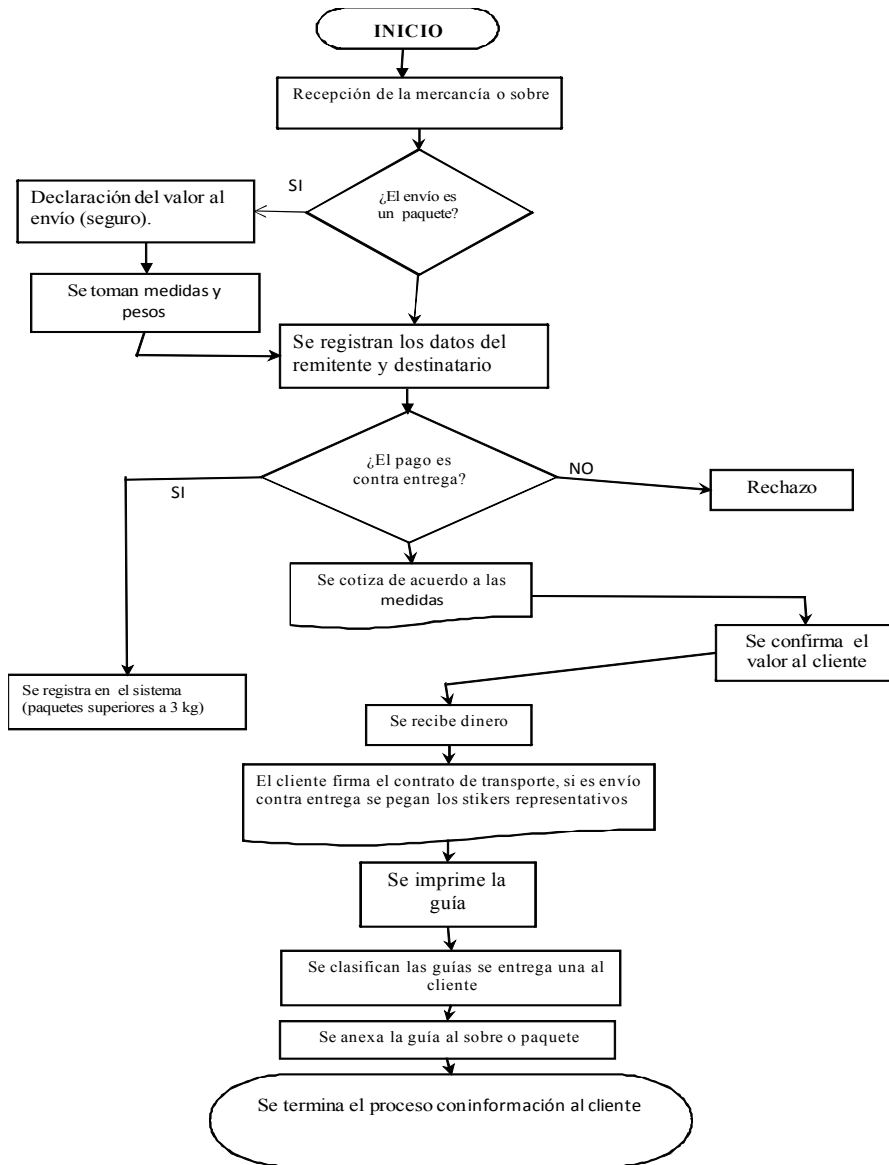 INICIO
Recepción de la mercancía o sobre
¿El envío es
un paquete?
SI
Declaración del valor al
envío (seguro).
Se toman medidas y
pesos
Se registran los datos del
remitente y destinatario
¿El pago es
contra entrega?
NO
SI
Rechazo
Se cotiza de acuerdo a las
medidas
Se confirma el
valor al cliente
Se registra en el sistema
(paquetes superiores a 3 kg)
Se recibe dinero
El cliente firma el contrato de transporte, si es envío
contra entrega se pegan los stikers representativos
Se imprime la
guía
Se clasifican las guías se entrega una al
cliente
Se anexa la guía al sobre o paquete
Se termina el proceso con información al cliente